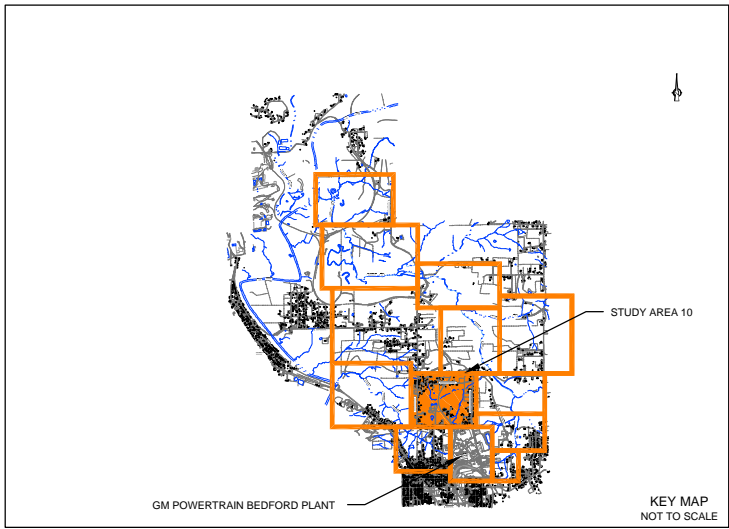 STUDY AREA 10
GM POWERTRAIN BEDFORD PLANT
KEY MAP
NOT TO SCALE